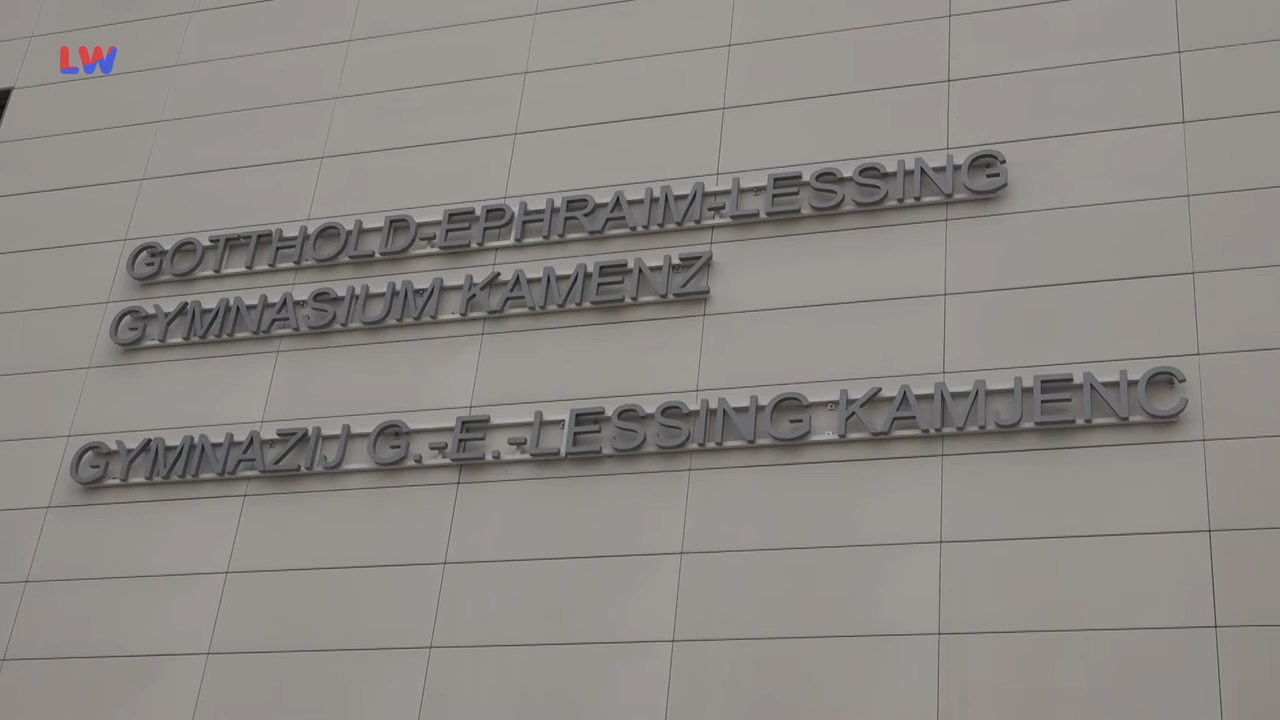 LW
GOTTHOLD-EPHRAIM-LESSING
GYMNASIUM KAMENZ
GYMNAZIJ G.-E.-LESSING KAMJENC